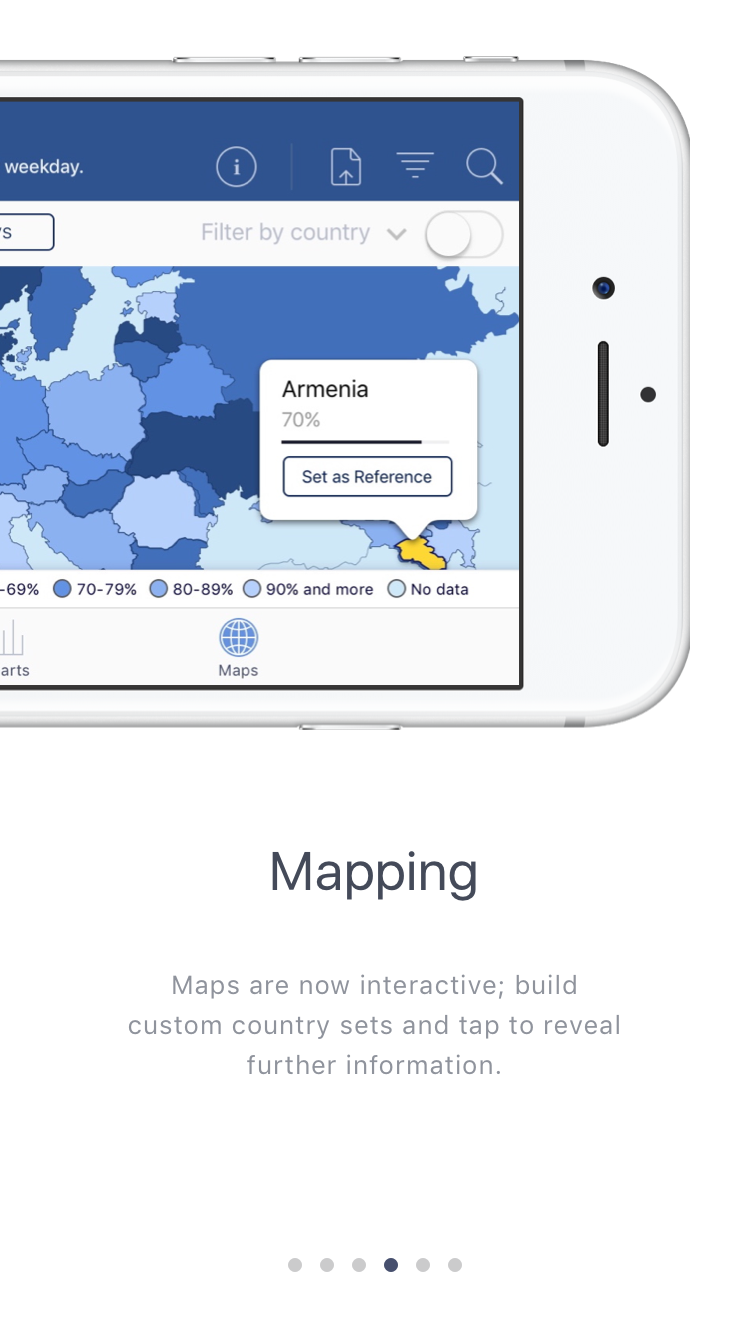 weekday.
Filter by country
Armenia
70%
Set as Reference
-69% 70-79% 80-89% 90% and more No data
arts Maps
Mapping
Maps are now interactive; build
custom country sets and tap to reveal
further information.